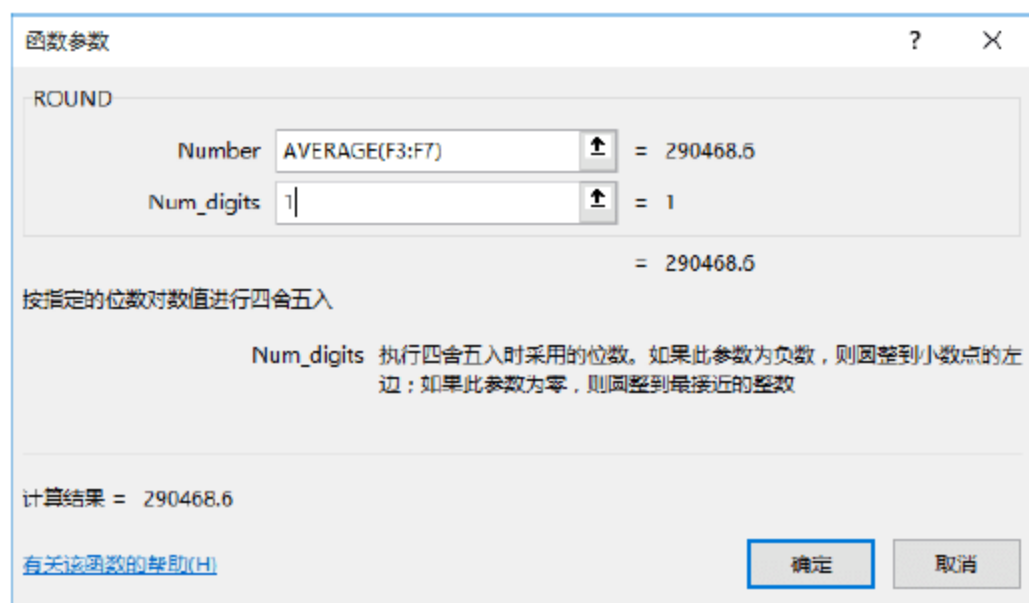 函数参数 ? ×
ROUND
Number AVERAGE(F3:F7) = 290468.6
Num_digits 1 = 1
= 290468.6
按指定的位数对数值进行四舍五入
Num_digits 执行四舍五入时采用的位数。如果此参数为负数，则圆整到小数点的左
边；如果此参数为零，则圆整到最接近的整数
计算结果 = 290468.6
有关该函数的帮助(H)
确定 取消